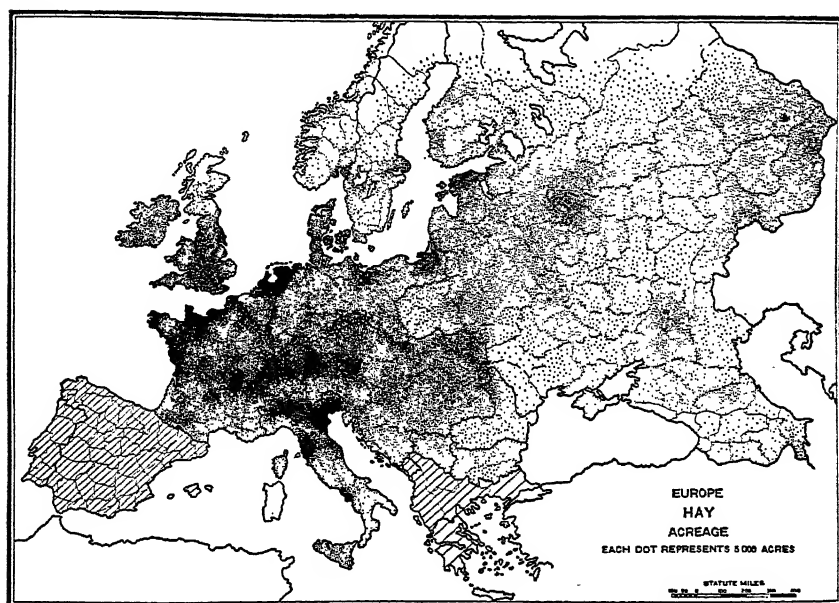 EUROPE
HAY
ACREAGE
EACH DOT REPRESENTS 5 000 ACRES
STATUTE MILES